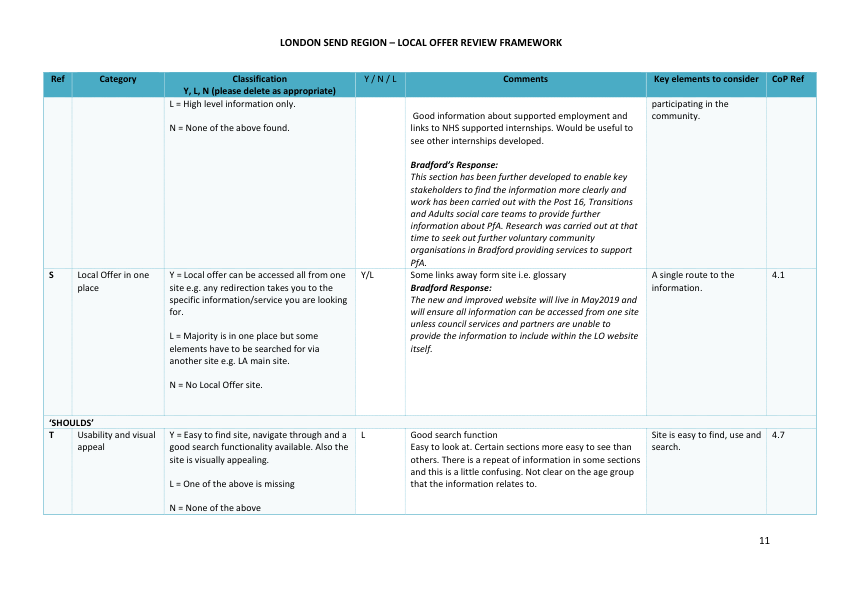 LONDON SEND REGION – LOCAL OFFER REVIEW FRAMEWORK
Ref
Category
Classification
Y, L, N (please delete as appropriate)
Y / N / L
Comments
Key elements to consider
CoP Ref
L = High level information only.
N = None of the above found.
Good information about supported employment and
links to NHS supported internships. Would be useful to
see other internships developed.
Bradford's Response:
This section has been further developed to enable key
stakeholders to find the information more clearly and
work has been carried out with the Post 16, Transitions
and Adults social care teams to provide further
information about PfA. Research was carried out at that
time to seek out further voluntary community
organisations in Bradford providing services to support
PfA.
participating in the
community.
S
Local Offer in one
place
Y = Local offer can be accessed all from one
site e.g. any redirection takes you to the
specific information/service you are looking
for.
L = Majority is in one place but some
elements have to be searched for via
another site e.g. LA main site.
N = No Local Offer site.
Y/L
Some links away form site i.e. glossary
Bradford Response:
The new and improved website will live in May2019 and
will ensure all information can be accessed from one site
unless council services and partners are unable to
provide the information to include within the LO website
itself.
A single route to the
information.
4.1
'SHOULDS'
T
Usability and visual
appeal
Y = Easy to find site, navigate through and a
good search functionality available. Also the
site is visually appealing.
L = One of the above is missing
N = None of the above
L
Good search function
Easy to look at. Certain sections more easy to see than
others. There is a repeat of information in some sections
and this is a little confusing. Not clear on the age group
that the information relates to.
Site is easy to find, use and
search.
4.7
11